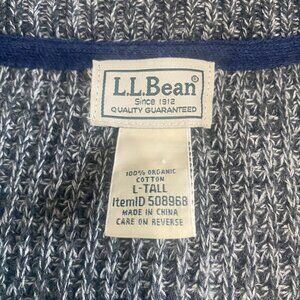 L.L.Bean
Since 1912
QUALITY GUARANTEED
100% ORGANIC
COTTON
L-TALL
ItemID 508968
MADE IN CHINA
CARE ON REVERSE